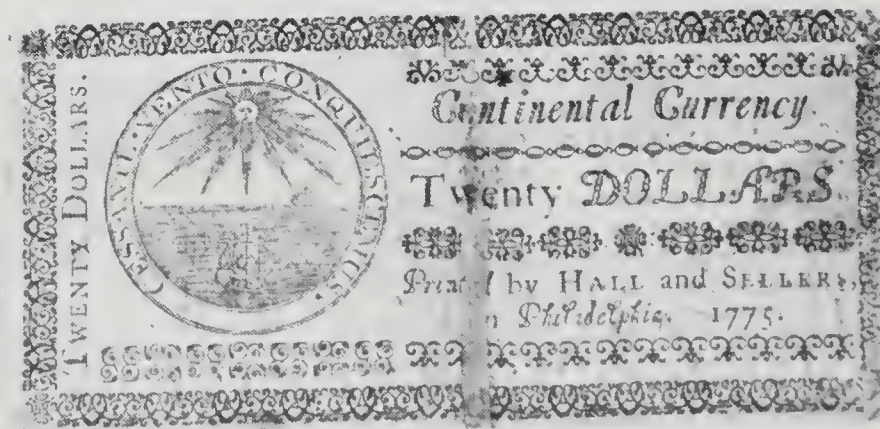 TWENTY DOLLARS.
CESSANTE · VENTO · CONQUIESCEMUS ·
Continental Currency.
Twenty DOLLARS
Printed by HALL and SELLERS,
in Philadelphia. 1775.